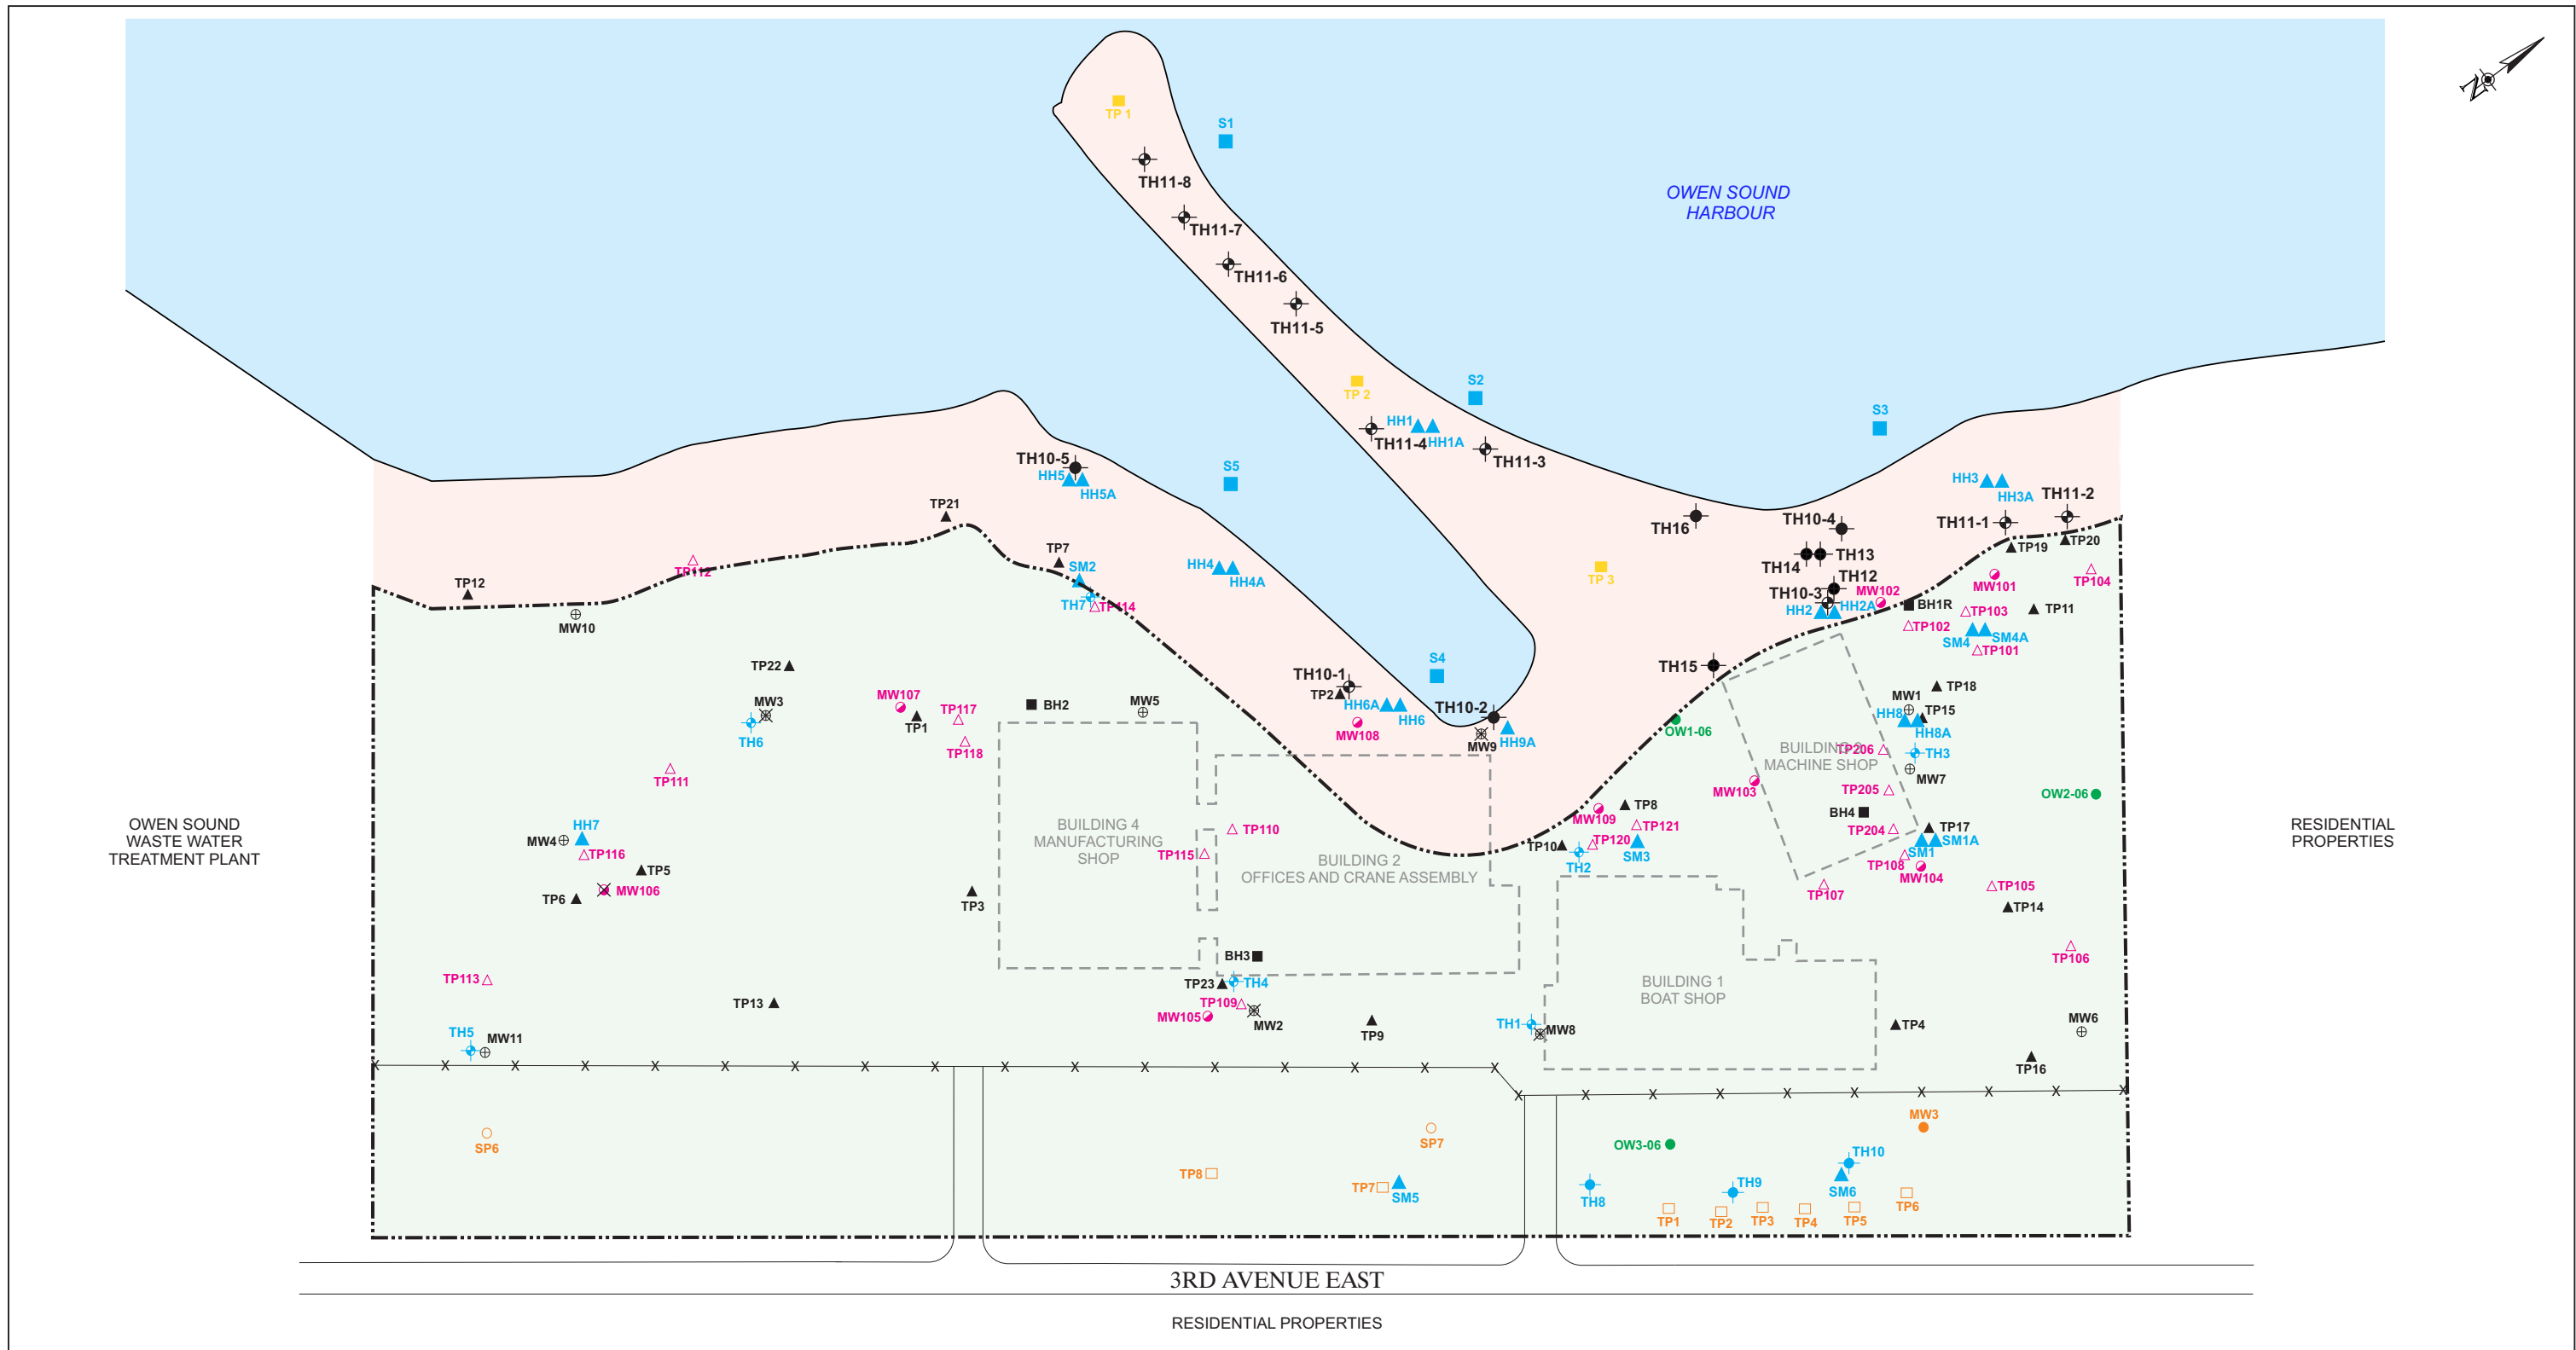 N
TP 1
S1
TH11-8
OWEN SOUND
HARBOUR
TH11-7
TH11-6
TH11-5
S2
TP 2
HH1
HH1A
TH11-4
TH11-3
S3
TH10-5
HH5
HH5A
S5
HH3
HH3A
TH11-2
TH11-1
TP21
TH16
TH10-4
TP19
TP20
TP7
SM2
TH7
TP114
HH4
HH4A
TP 3
TH14
TH13
TH12
TH10-3
HH2
HH2A
MW102
BH1R
MW101
TP104
TP103
TP11
TP102
SM4
SM4A
TP101
TP112
TP12
MW10
TP22
MW3
TH6
MW107
TP1
TP117
TP118
BH2
MW5
TH10-1
TP2
HH6A
HH6
MW108
S4
TH10-2
MW9
HH9A
TH15
OW1-06
TP18
MW1
TP15
HH8
HH8A
TH3
MW7
BUILDING 3
MACHINE SHOP
TP206
MW103
TP205
BH4
TP204
TP17
SM1
SM1A
TP108
MW104
TP107
OW2-06
TP105
TP14
TP106
TP111
OWEN SOUND
WASTE WATER
TREATMENT PLANT
HH7
MW4
TP116
TP5
TP6
MW106
BUILDING 4
MANUFACTURING
SHOP
TP110
TP115
BUILDING 2
OFFICES AND CRANE ASSEMBLY
MW109
TP8
TP121
TP120
TP10
TH2
SM3
RESIDENTIAL
PROPERTIES
TP3
BH3
TP23
TH4
TP109
MW105
MW2
TP9
TP113
TP13
TH5
MW11
BUILDING 1
BOAT SHOP
TH1
MW8
TP4
MW6
TP16
SP6
SP7
TP8
TP7
SM5
OW3-06
MW3
TH10
SM6
TH8
TH9
TP1
TP2
TP3
TP4
TP5
TP6
3RD AVENUE EAST
RESIDENTIAL PROPERTIES